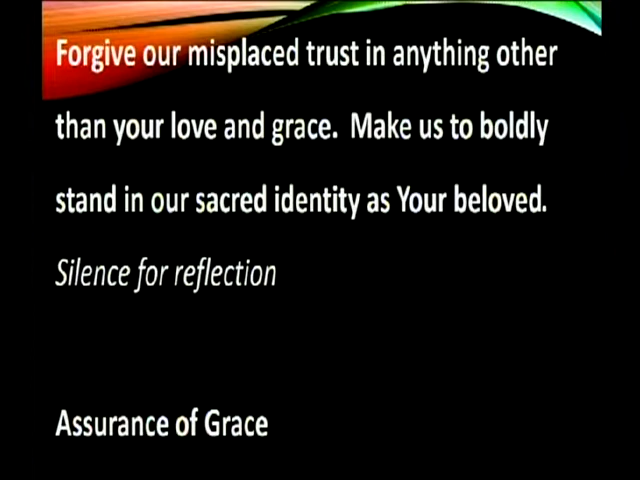 Forgive our misplaced trust in anything other
than your love and grace.  Make us to boldly
stand in our sacred identity as Your beloved.
Silence for reflection
Assurance of Grace